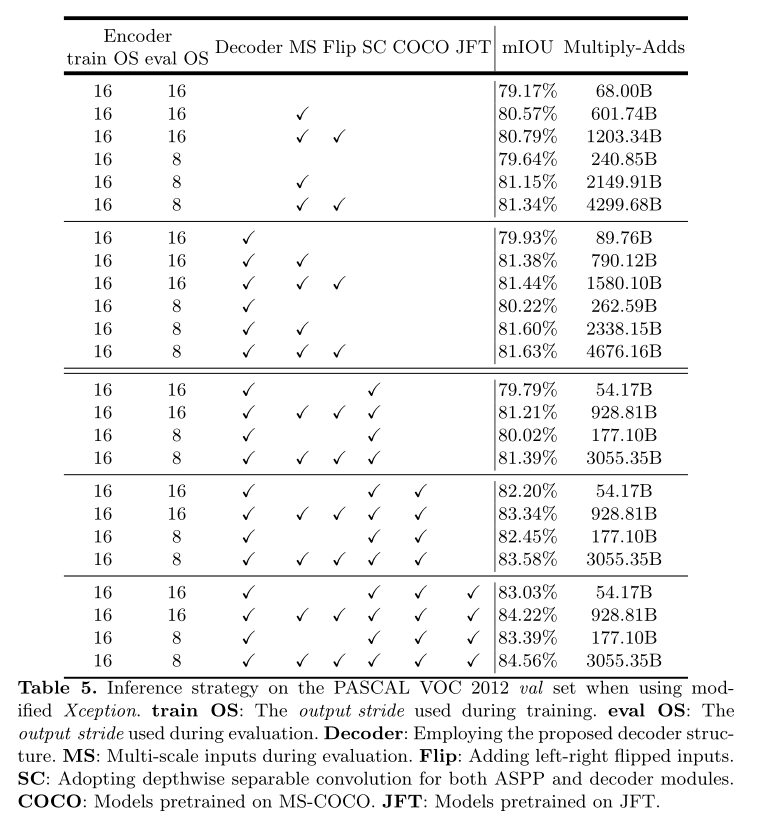 Encoder
train OS eval OS Decoder MS Flip SC COCO JFT mIOU Multiply-Adds
16 16 79.17% 68.00B
16 16 ✓ 80.57% 601.74B
16 16 ✓ ✓ 80.79% 1203.34B
16 8 79.64% 240.85B
16 8 ✓ 81.15% 2149.91B
16 8 ✓ ✓ 81.34% 4299.68B
16 16 ✓ 79.93% 89.76B
16 16 ✓ ✓ 81.38% 790.12B
16 16 ✓ ✓ ✓ 81.44% 1580.10B
16 8 ✓ 80.22% 262.59B
16 8 ✓ ✓ 81.60% 2338.15B
16 8 ✓ ✓ ✓ 81.63% 4676.16B
16 16 ✓ ✓ 79.79% 54.17B
16 16 ✓ ✓ ✓ ✓ 81.21% 928.81B
16 8 ✓ ✓ 80.02% 177.10B
16 8 ✓ ✓ ✓ ✓ 81.39% 3055.35B
16 16 ✓ ✓ ✓ 82.20% 54.17B
16 16 ✓ ✓ ✓ ✓ ✓ 83.34% 928.81B
16 8 ✓ ✓ ✓ 82.45% 177.10B
16 8 ✓ ✓ ✓ ✓ ✓ 83.58% 3055.35B
16 16 ✓ ✓ ✓ ✓ 83.03% 54.17B
16 16 ✓ ✓ ✓ ✓ ✓ ✓ 84.22% 928.81B
16 8 ✓ ✓ ✓ ✓ 83.39% 177.10B
16 8 ✓ ✓ ✓ ✓ ✓ ✓ 84.56% 3055.35B
Table 5. Inference strategy on the PASCAL VOC 2012 val set when using mod-
ified Xception. train OS: The output stride used during training. eval OS: The
output stride used during evaluation. Decoder: Employing the proposed decoder struc-
ture. MS: Multi-scale inputs during evaluation. Flip: Adding left-right flipped inputs.
SC: Adopting depthwise separable convolution for both ASPP and decoder modules.
COCO: Models pretrained on MS-COCO. JFT: Models pretrained on JFT.